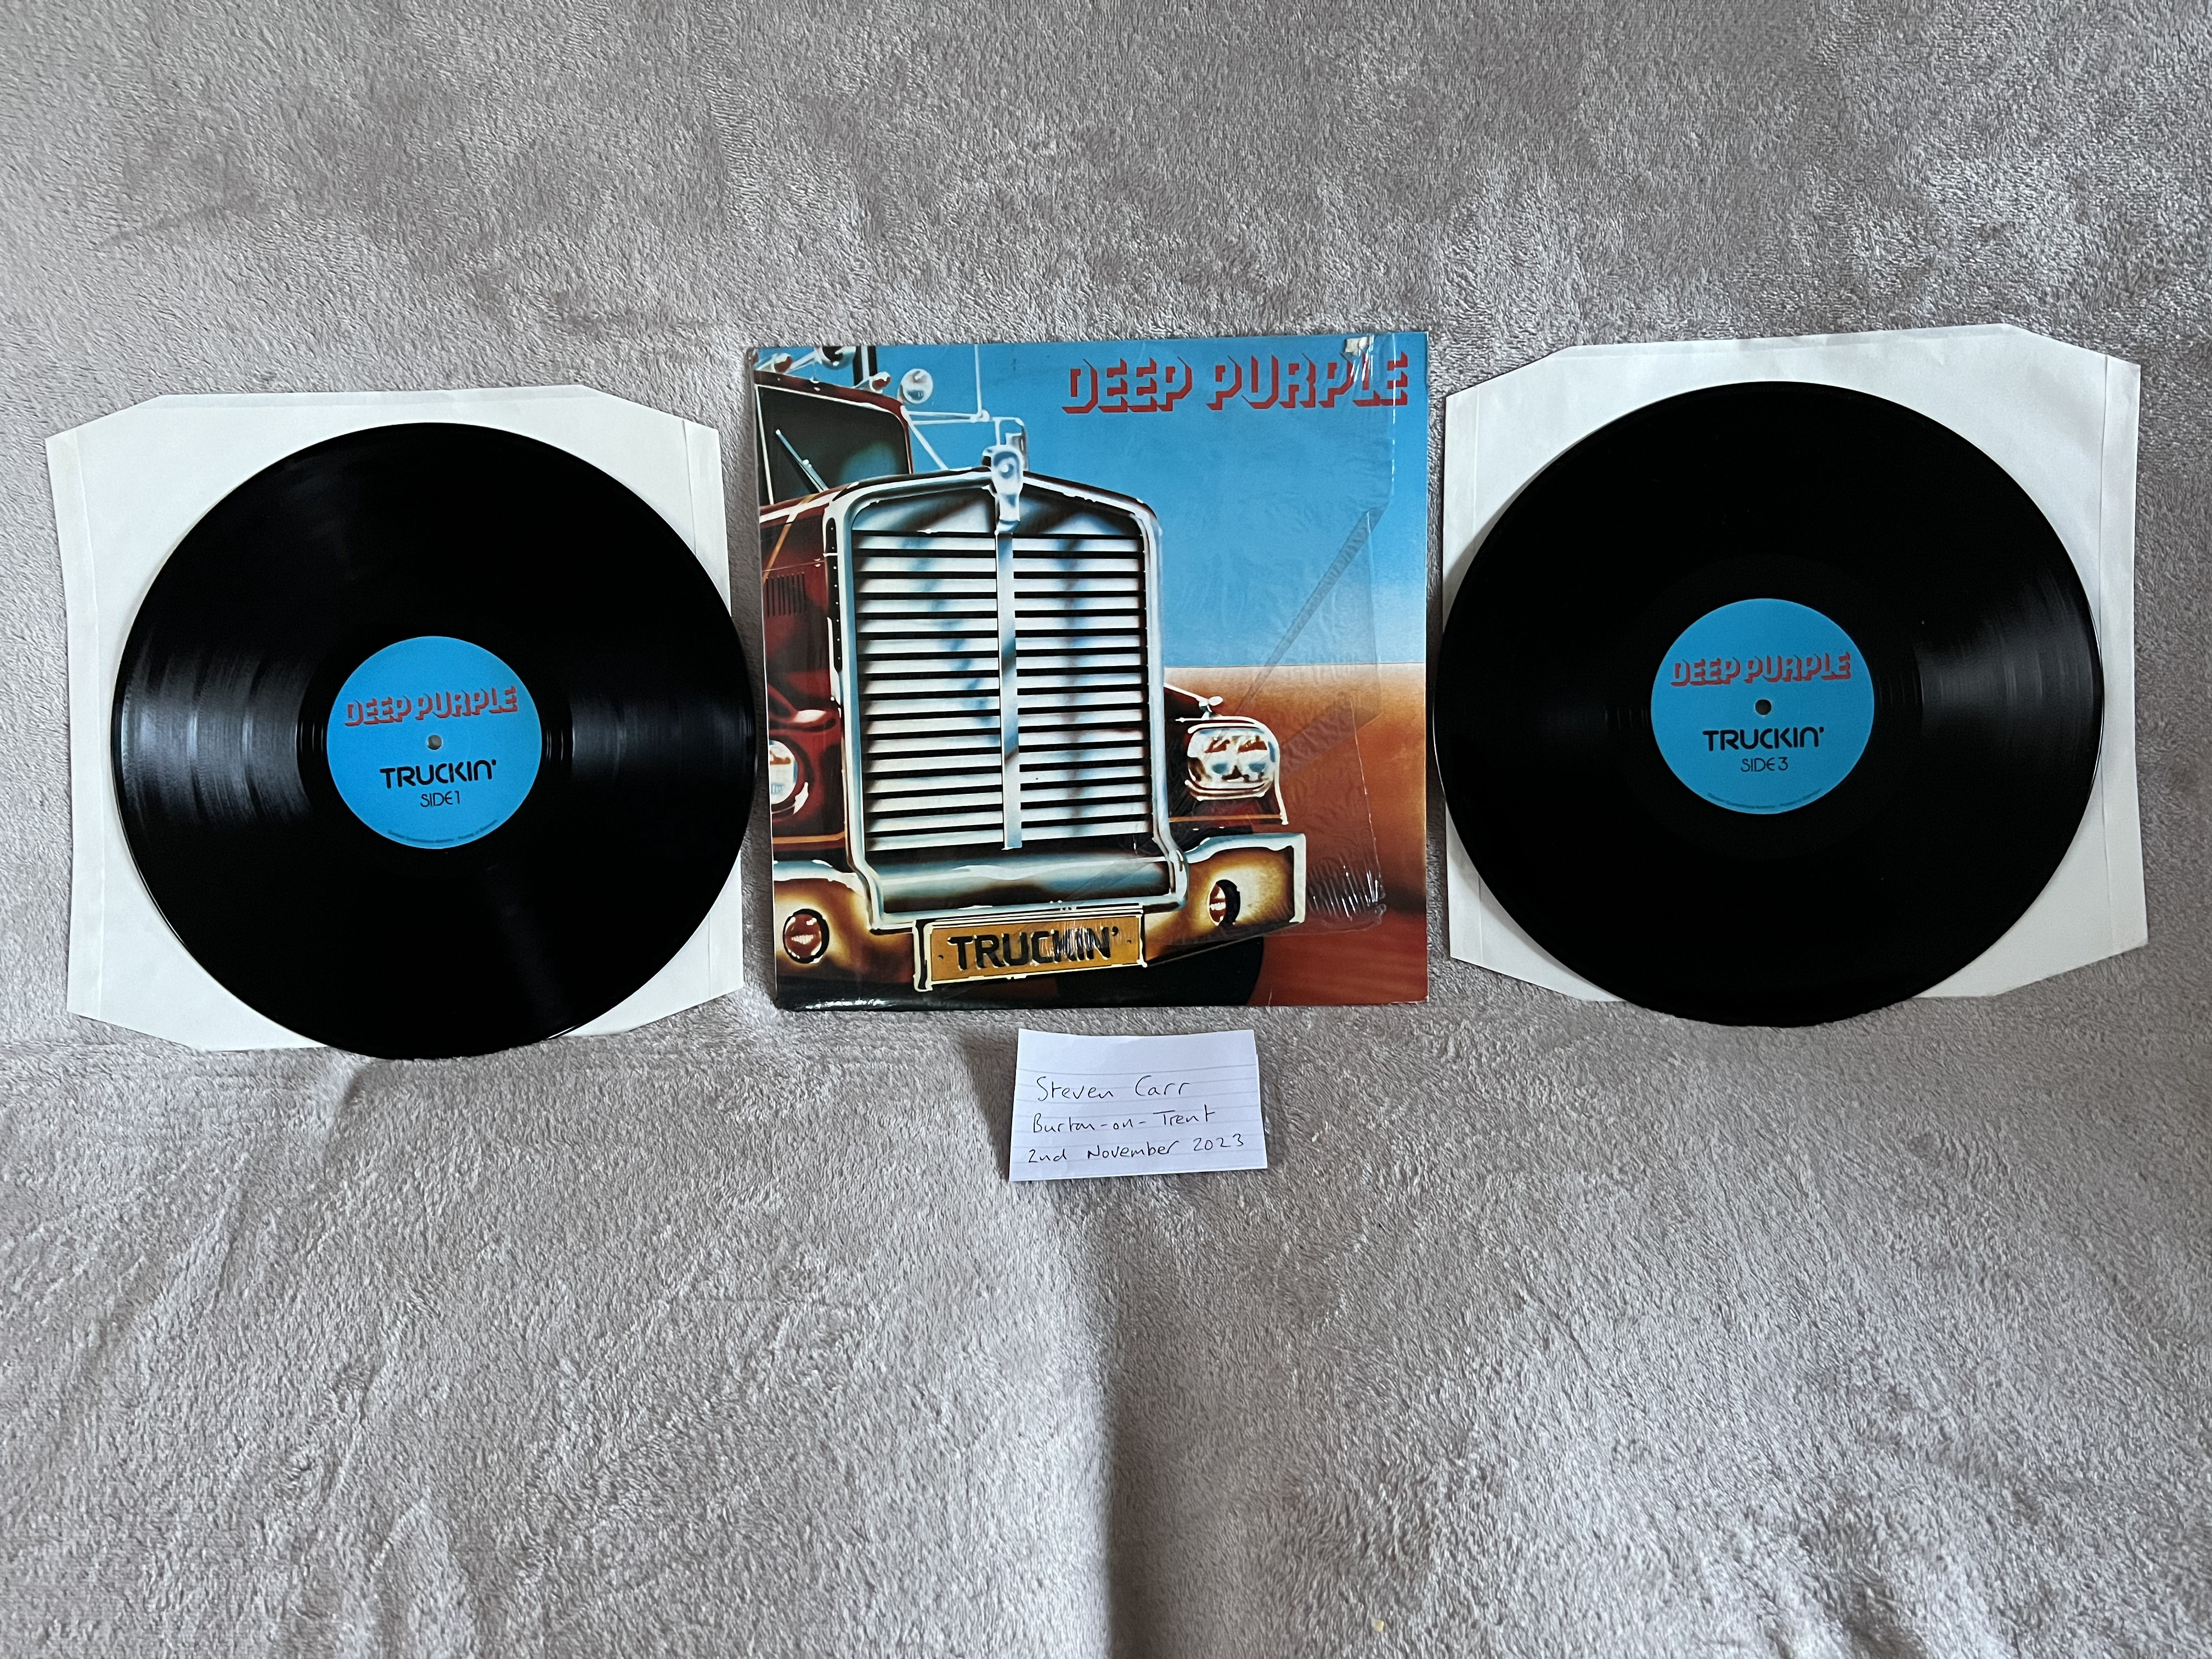 DEEP PURPLE
TRUCKIN'
DEEP PURPLE
TRUCKIN'
SIDE 1
DEEP PURPLE
TRUCKIN'
SIDE 3
Steven Carr
Burton-on-Trent
2nd November 2023